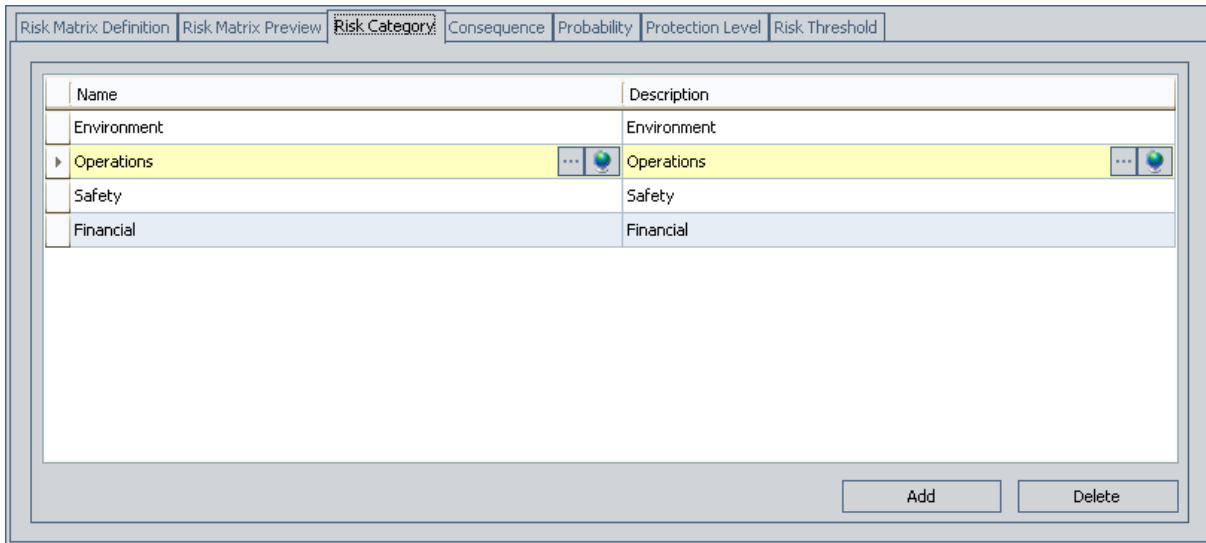 Risk Matrix Definition Risk Matrix Preview Risk Category Consequence Probability Protection Level Risk Threshold
Name Description
Environment Environment
Operations ... Operations ...
Safety Safety
Financial Financial
Add Delete